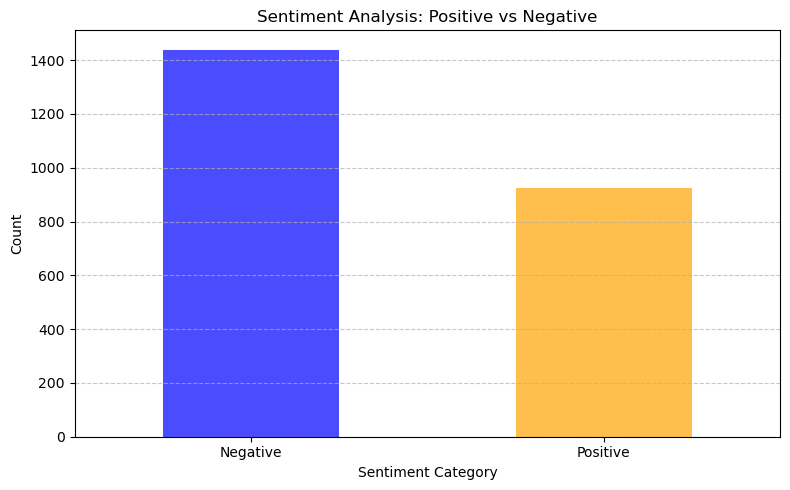 Sentiment Analysis: Positive vs Negative
1400
1200
1000
800
600
400
200
0
Count
Negative
Positive
Sentiment Category